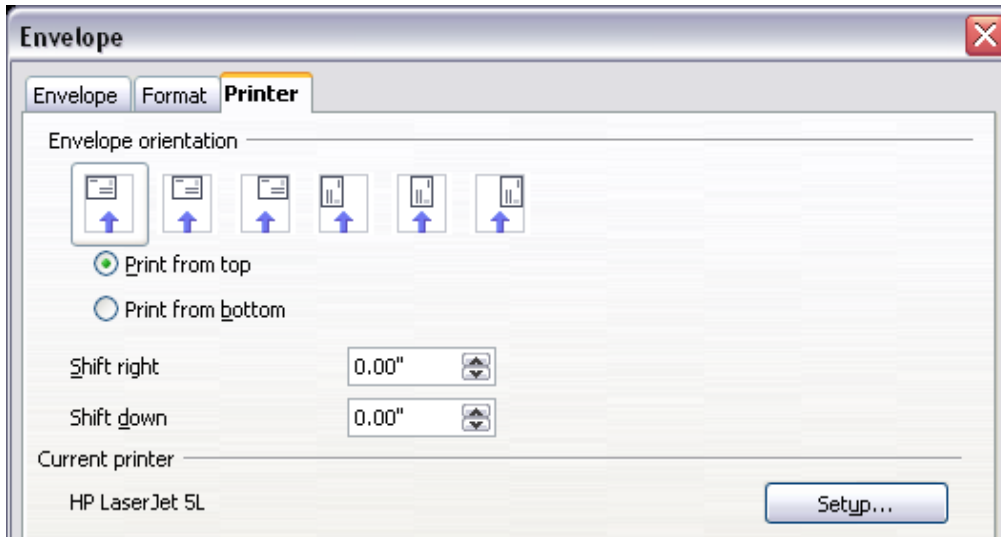 Envelope
Envelope Format Printer
Envelope orientation
Print from top
Print from bottom
Shift right 0.00"
Shift down 0.00"
Current printer
HP LaserJet 5L Setup...